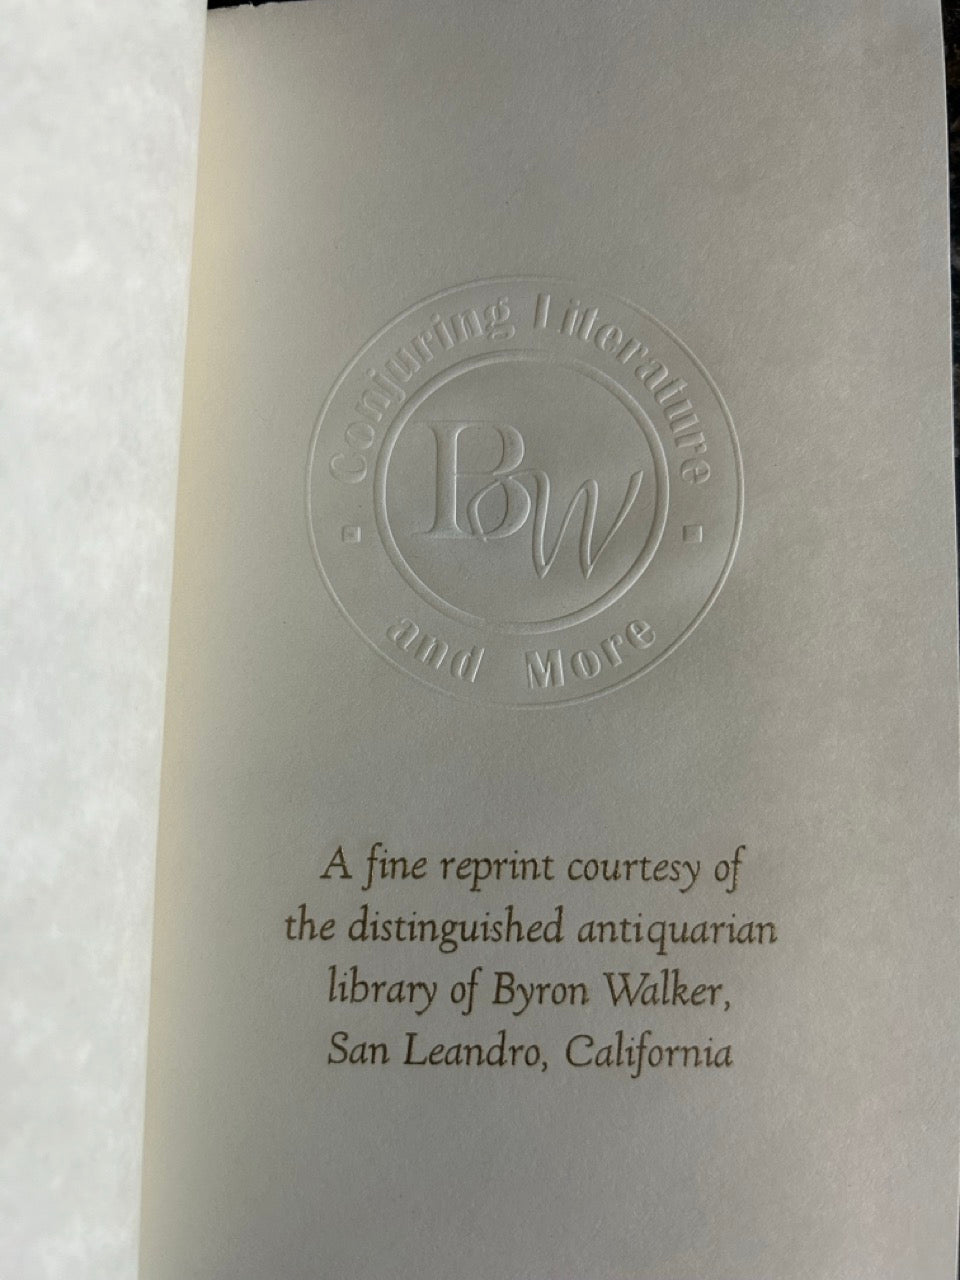 Conjuring Literature
BW
and More
A fine reprint courtesy of
the distinguished antiquarian
library of Byron Walker,
San Leandro, California